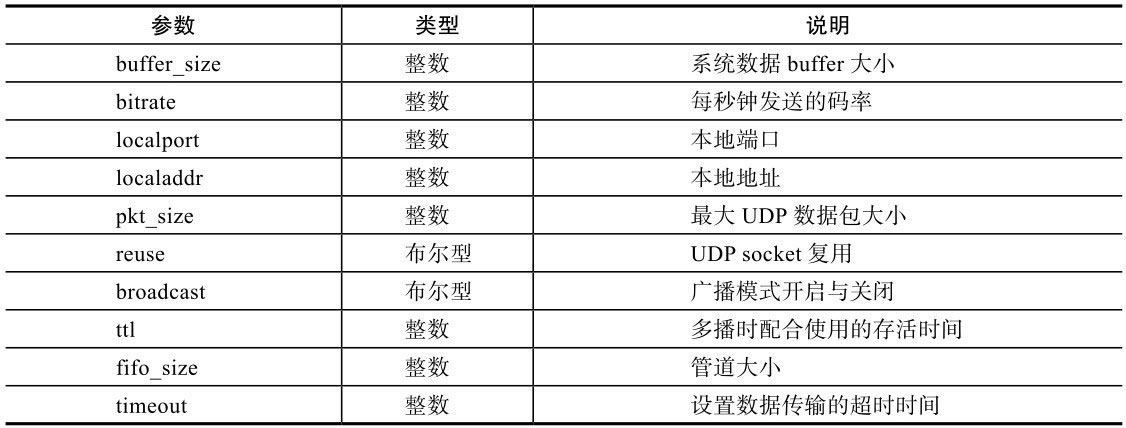 参数 类型 说明
buffer_size 整数 系统数据 buffer 大小
bitrate 整数 每秒钟发送的码率
localport 整数 本地端口
localaddr 整数 本地地址
pkt_size 整数 最大 UDP 数据包大小
reuse 布尔型 UDP socket 复用
broadcast 布尔型 广播模式开启与关闭
ttl 整数 多播时配合使用的存活时间
fifo_size 整数 管道大小
timeout 整数 设置数据传输的超时时间